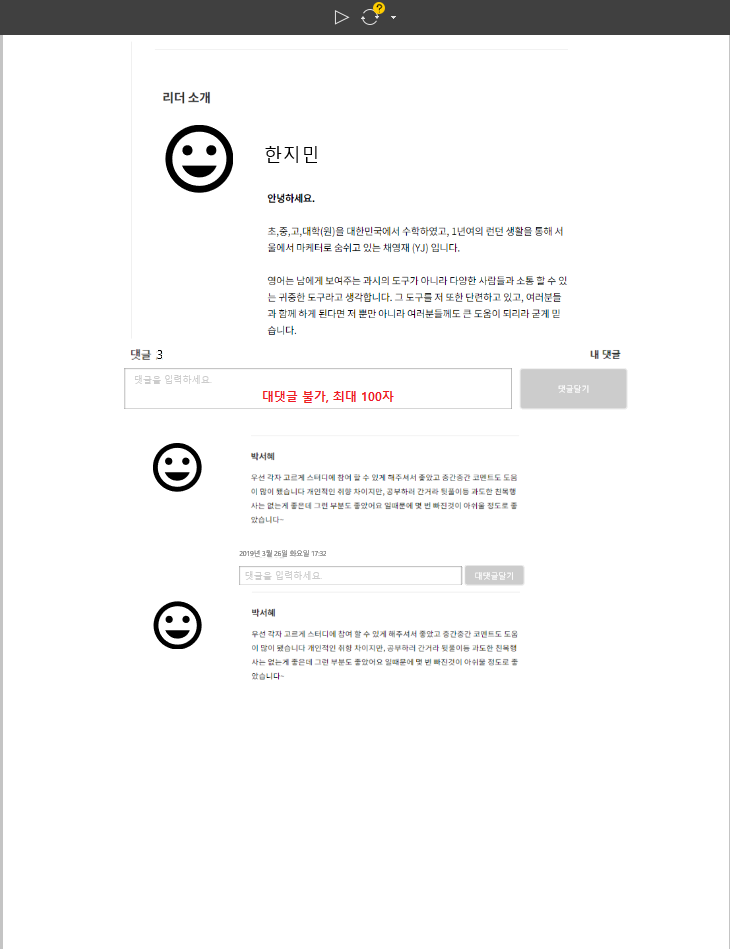 ?
리더 소개
한지민
안녕하세요.
초,중,고,대학(원)을 대한민국에서 수학하였고, 1년여의 런던 생활을 통해 서
울에서 마케터로 숨쉬고 있는 채영재 (YJ) 입니다.
영어는 남에게 보여주는 과시의 도구가 아니라 다양한 사람들과 소통 할 수 있
는 귀중한 도구라고 생각합니다. 그 도구를 저 또한 단련하고 있고, 여러분들
과 함께 하게 된다면 저 뿐만 아니라 여러분들께도 큰 도움이 되리라 굳게 믿
습니다.
댓글 3
내 댓글
댓글을 입력하세요.
대댓글 불가, 최대 100자
댓글달기
박서혜
우선 각자 고르게 스터디에 참여 할 수 있게 해주셔서 좋았고 중간중간 코멘트도 도움
이 많이 됐습니다 개인적인 취향 차이지만, 공부하러 간거라 뒷풀이등 과도한 친목행
사는 없는게 좋은데 그런 부분도 좋았어요 일때문에 몇 번 빠진것이 아쉬울 정도로 좋
았습니다~
2019년 3월 26일 화요일 17:32
댓글을 입력하세요.
대댓글달기
박서혜
우선 각자 고르게 스터디에 참여 할 수 있게 해주셔서 좋았고 중간중간 코멘트도 도움
이 많이 됐습니다 개인적인 취향 차이지만, 공부하러 간거라 뒷풀이등 과도한 친목행
사는 없는게 좋은데 그런 부분도 좋았어요 일때문에 몇 번 빠진것이 아쉬울 정도로 좋
았습니다~